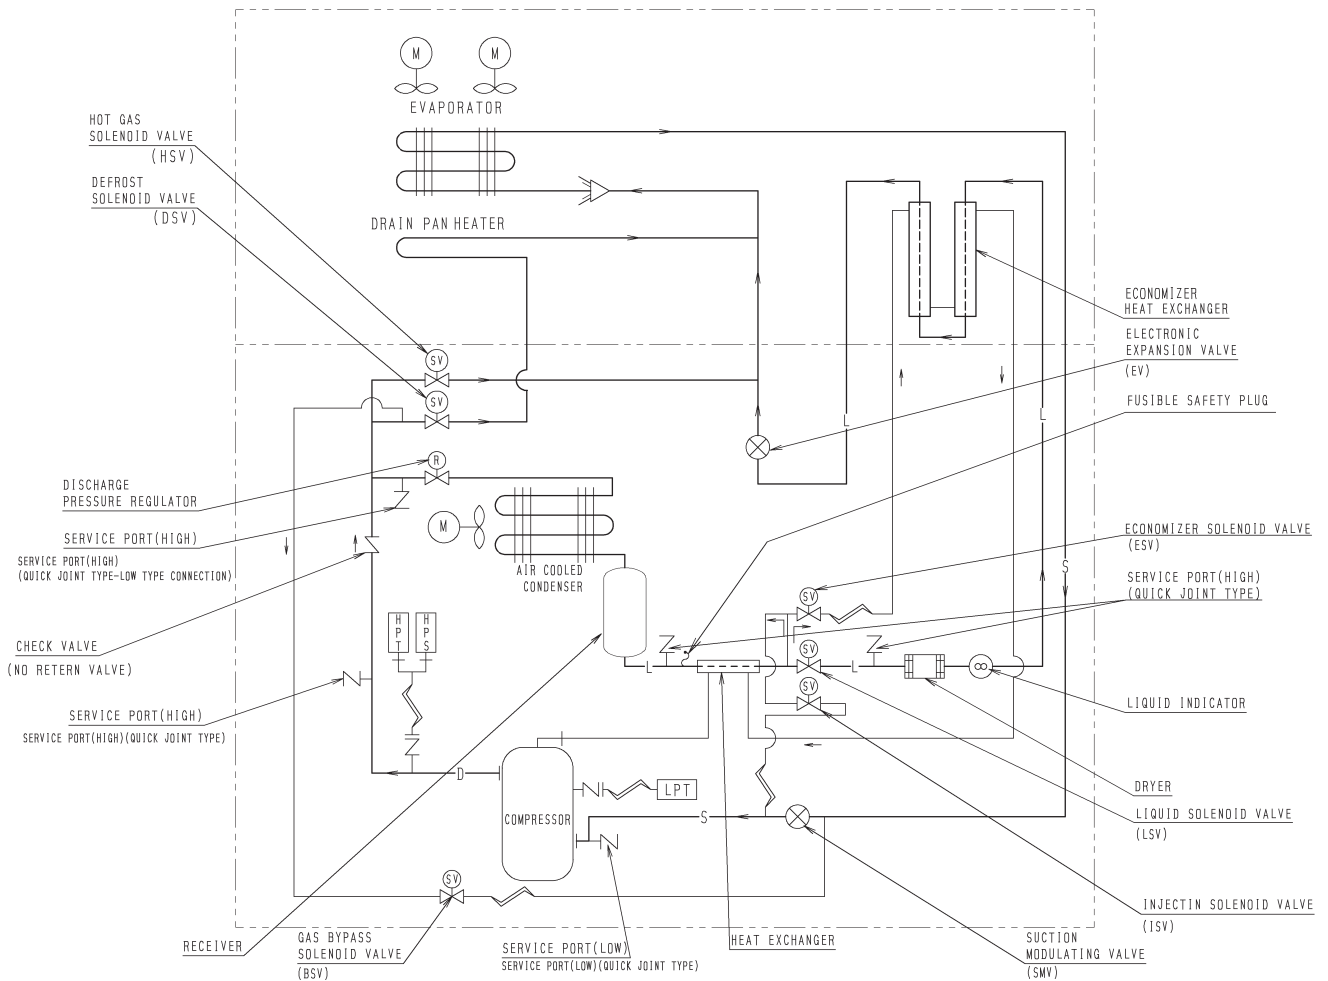 M
M
EVAPORATOR
HOT GAS
SOLENOID VALVE
(HSV)
DEFROST
SOLENOID VALVE
(DSV)
DRAIN PAN HEATER
ECONOMIZER
HEAT EXCHANGER
ELECTRONIC
EXPANSION VALVE
(EV)
FUSIBLE SAFETY PLUG
SV
SV
L
L
R
DISCHARGE
PRESSURE REGULATOR
M
SERVICE PORT(HIGH)
SERVICE PORT(HIGH)
(QUICK JOINT TYPE-LOW TYPE CONNECTION)
AIR COOLED
CONDENSER
ECONOMIZER SOLENOID VALVE
(ESV)
S
SERVICE PORT(HIGH)
(QUICK JOINT TYPE)
SV
HPT
HPS
CHECK VALVE
(NO RETERN VALVE)
SV
L
L
SV
SERVICE PORT(HIGH)
SERVICE PORT(HIGH)(QUICK JOINT TYPE)
LIQUID INDICATOR
D
LPT
DRYER
COMPRESSOR
S
LIQUID SOLENOID VALVE
(LSV)
SV
INJECTIN SOLENOID VALVE
(ISV)
RECEIVER
GAS BYPASS
SOLENOID VALVE
(BSV)
SERVICE PORT(LOW)
SERVICE PORT(LOW)(QUICK JOINT TYPE)
HEAT EXCHANGER
SUCTION
MODULATING VALVE
(SMV)